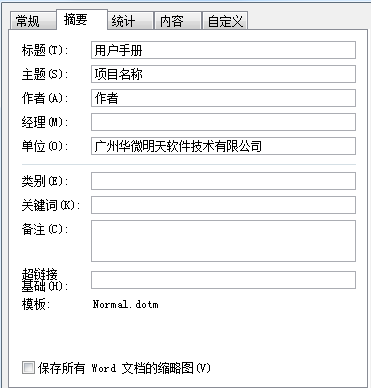 常规 摘要 统计 内容 自定义
标题(T): 用户手册
主题(S): 项目名称
作者(A): 作者
经理(M):
单位(O): 广州华微明天软件技术有限公司
类别(E):
关键词(K):
备注(C):
超链接
基础(H):
模板: Normal.dotm
保存所有 Word 文档的缩略图(V)